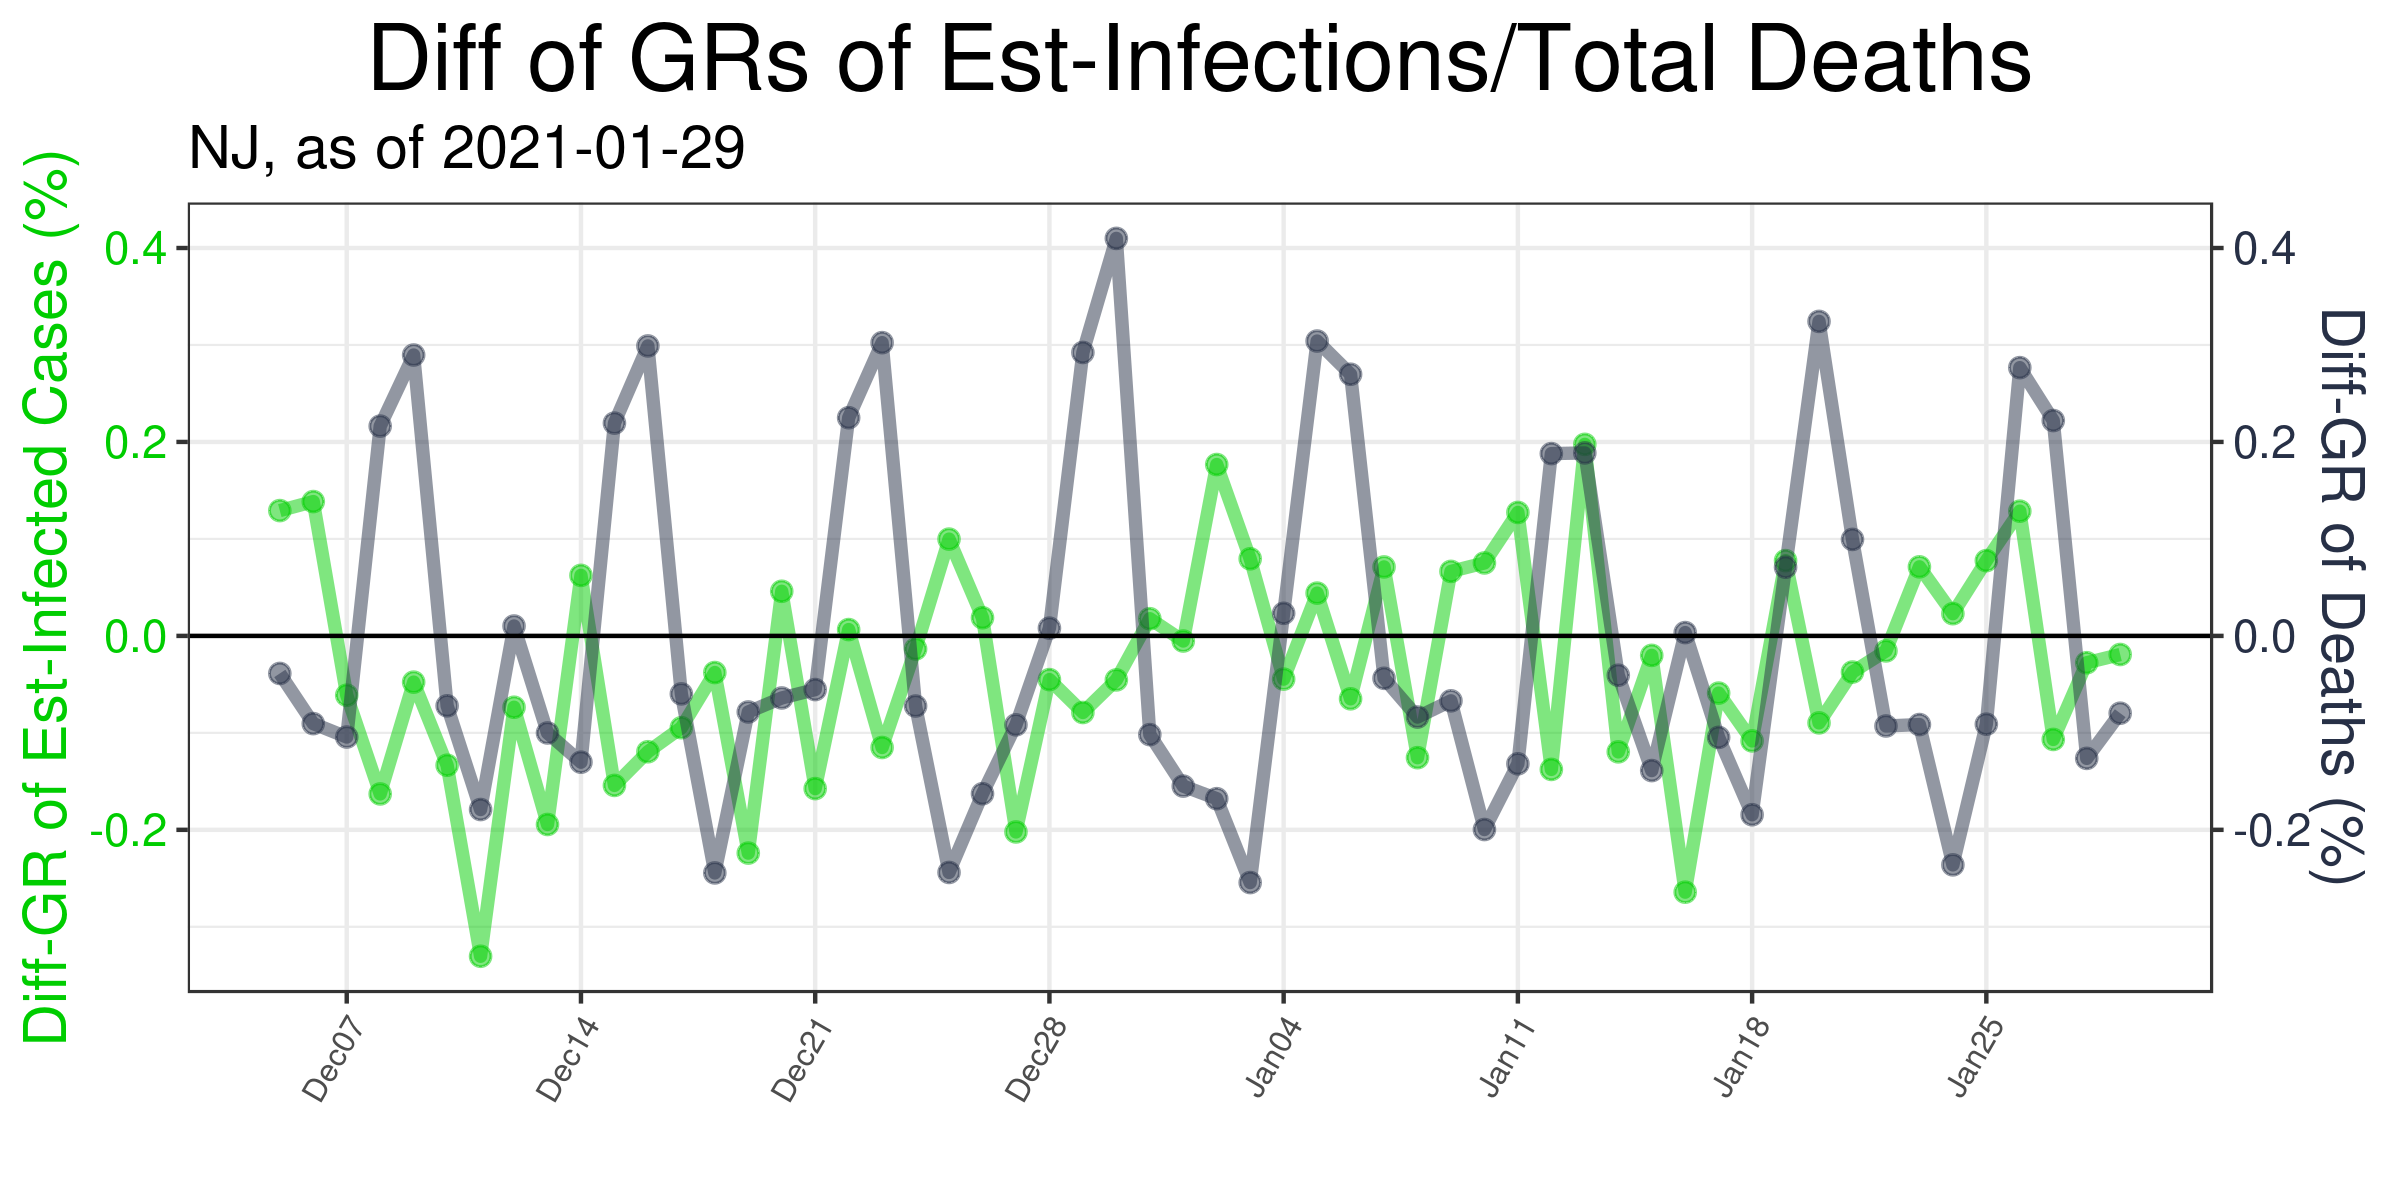 Diff of GRs of Est-Infections/Total Deaths
NJ, as of 2021-01-29
Diff-GR of Est-Infected Cases (%)
0.4
0.2
0.0
-0.2
0.4
0.2
0.0
-0.2
Diff-GR of Deaths (%)
Dec07
Dec14
Dec21
Dec28
Jan04
Jan11
Jan18
Jan25